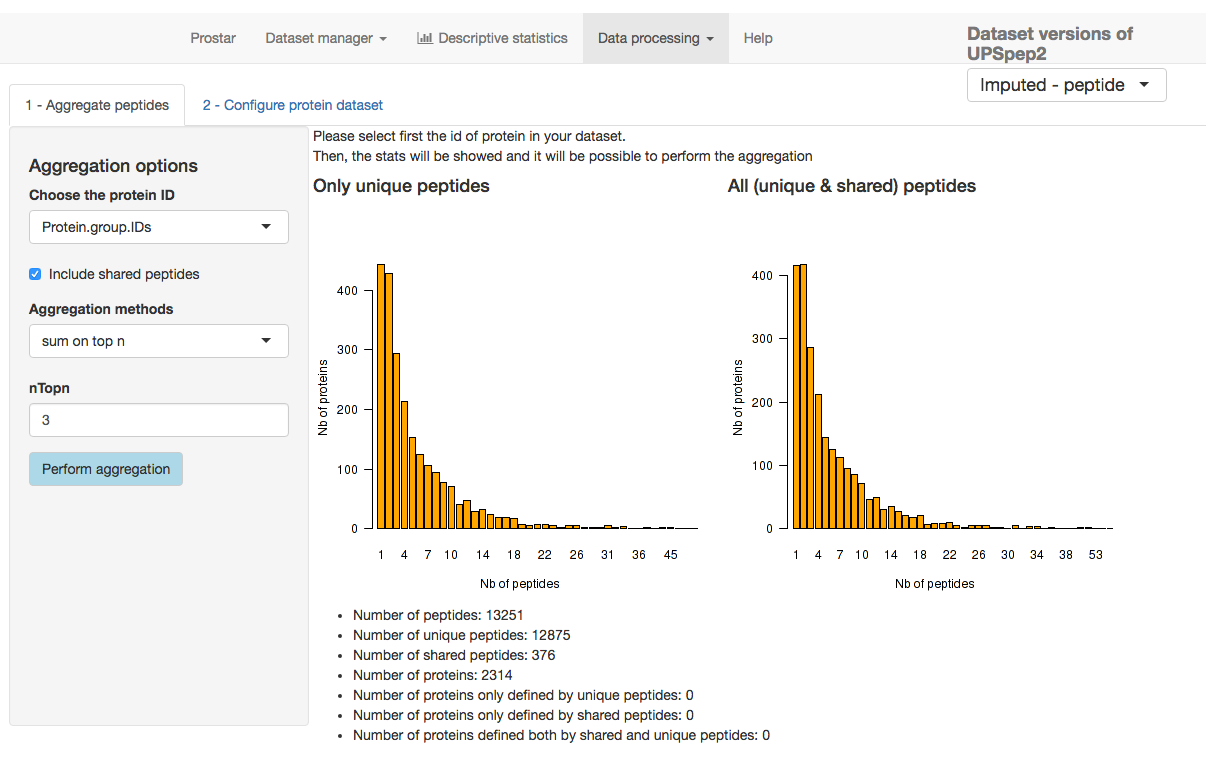 Prostar Dataset manager Descriptive statistics Data processing Help
Dataset versions of
UPSpep2
Imputed - peptide
1 - Aggregate peptides 2 - Configure protein dataset
Aggregation options
Choose the protein ID
Protein.group.IDs
Include shared peptides
Aggregation methods
sum on top n
nTopn
3
Perform aggregation
Please select first the id of protein in your dataset.
Then, the stats will be showed and it will be possible to perform the aggregation
Only unique peptides
Nb of proteins
400
300
200
100
0
1 4 7 10 14 18 22 26 31 36 45
Nb of peptides
All (unique & shared) peptides
Nb of proteins
400
300
200
100
0
1 4 7 10 14 18 22 26 30 34 38 53
Nb of peptides
• Number of peptides: 13251
• Number of unique peptides: 12875
• Number of shared peptides: 376
• Number of proteins: 2314
• Number of proteins only defined by unique peptides: 0
• Number of proteins only defined by shared peptides: 0
• Number of proteins defined both by shared and unique peptides: 0